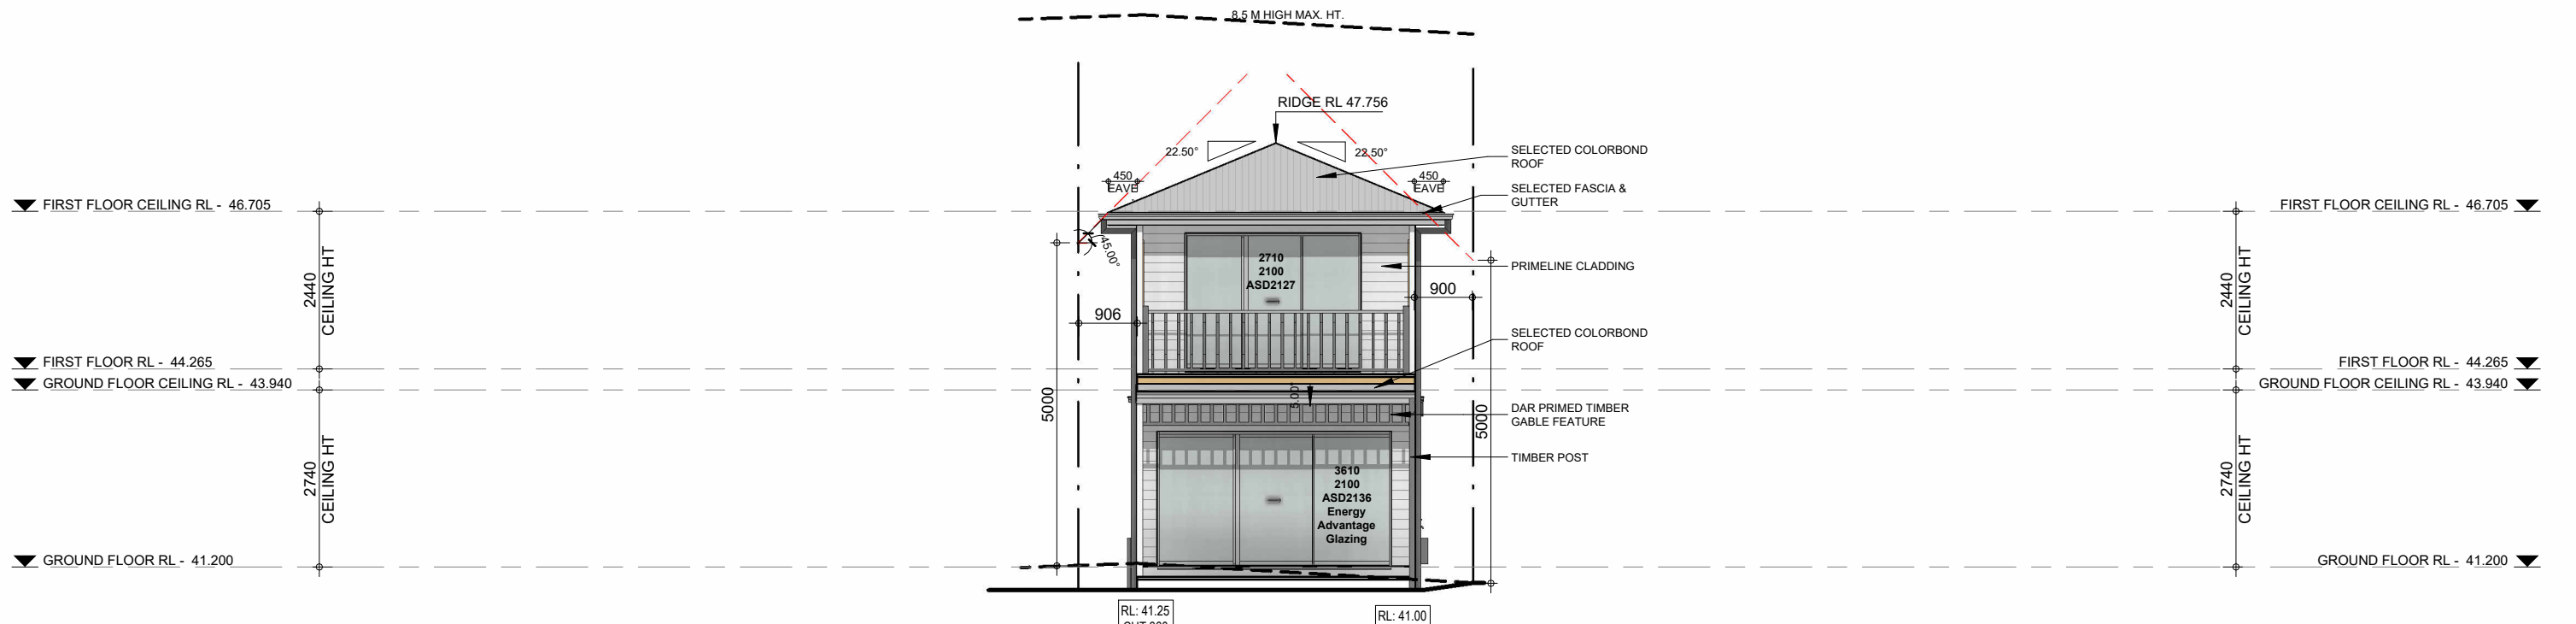 8.5 M HIGH MAX. HT.
RIDGE RL 47.756
22.50°
22.50°
SELECTED COLORBOND
ROOF
450
EAVE
450
EAVE
SELECTED FASCIA &
GUTTER
FIRST FLOOR CEILING RL - 46.705
FIRST FLOOR CEILING RL - 46.705
45.00°
2440
CEILING HT
2710
2100
ASD2127
PRIMELINE CLADDING
2440
CEILING HT
900
906
SELECTED COLORBOND
ROOF
FIRST FLOOR RL - 44.265
FIRST FLOOR RL - 44.265
GROUND FLOOR CEILING RL - 43.940
GROUND FLOOR CEILING RL - 43.940
5000
5.00°
5000
DAR PRIMED TIMBER
GABLE FEATURE
TIMBER POST
2740
CEILING HT
3610
2100
ASD2136
Energy
Advantage
Glazing
2740
CEILING HT
GROUND FLOOR RL - 41.200
GROUND FLOOR RL - 41.200
RL: 41.25
RL: 41.00